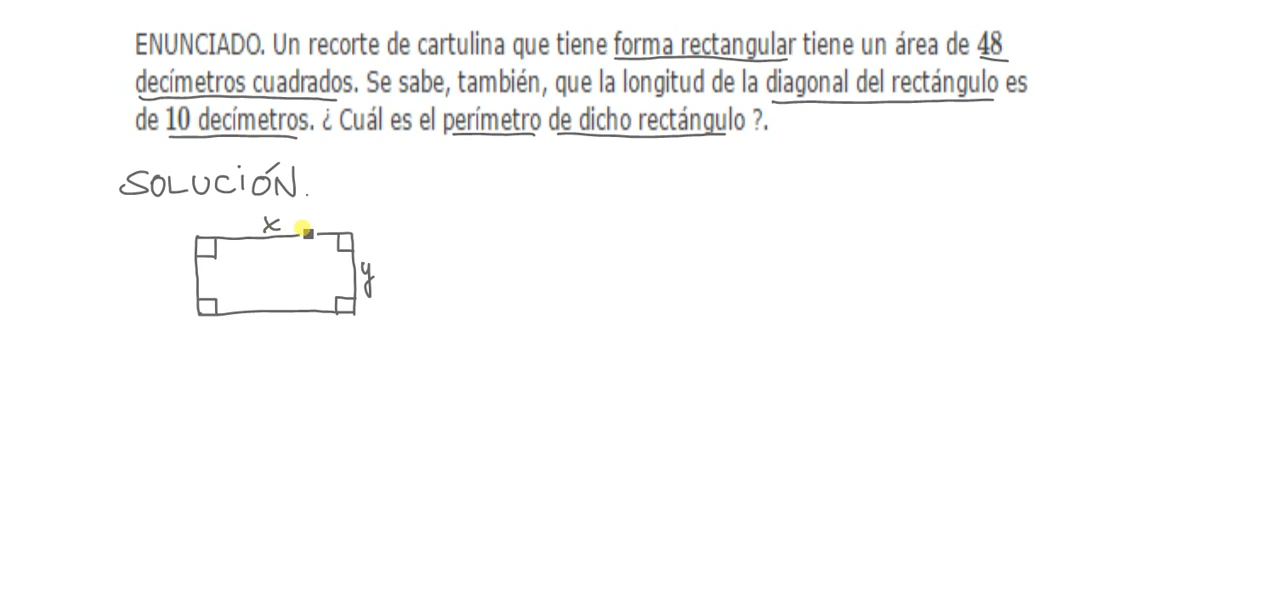 ENUNCIADO. Un recorte de cartulina que tiene forma rectangular tiene un área de 48
decímetros cuadrados. Se sabe, también, que la longitud de la diagonal del rectángulo es
de 10 decímetros. ¿ Cuál es el perímetro de dicho rectángulo ?.
SOLUCIÓN.
x
y